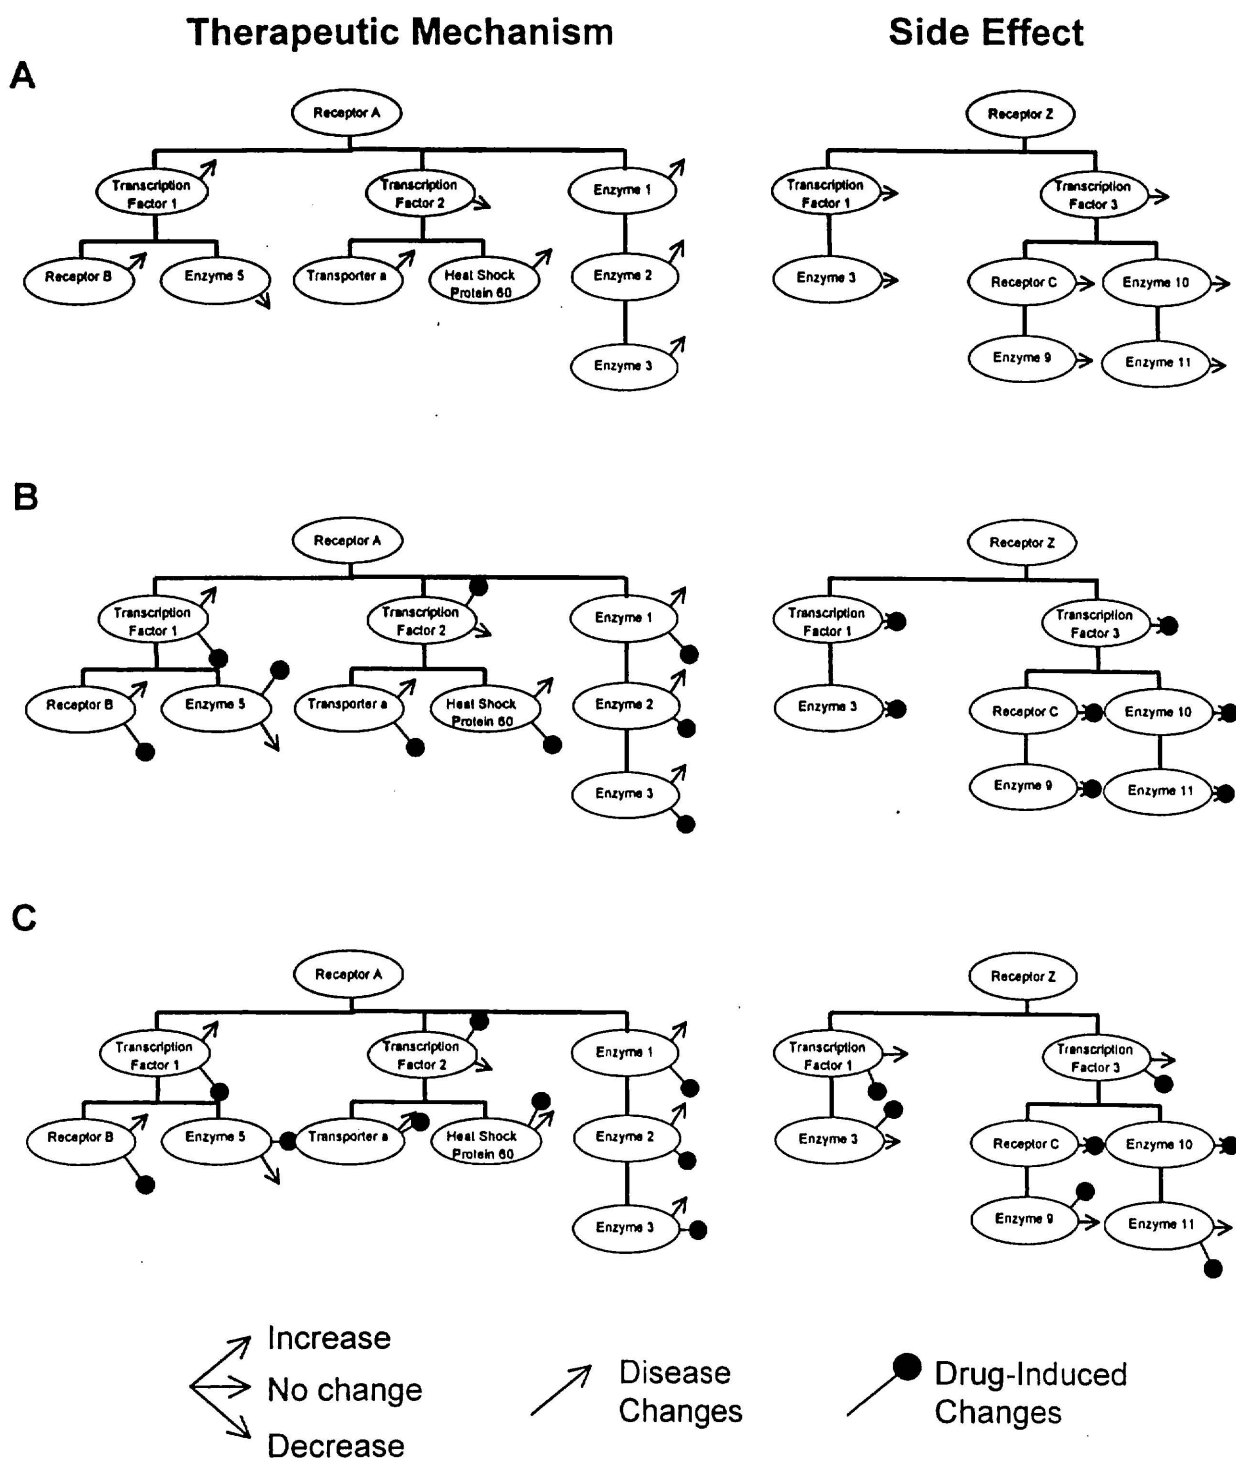 Therapeutic Mechanism
Side Effect
A
Receptor A
Transcription
Factor 1
Transcription
Factor 2
Enzyme 1
Receptor B
Enzyme 5
Transporter a
Heat Shock
Protein 60
Enzyme 2
Enzyme 3
Receptor Z
Transcription
Factor 1
Transcription
Factor 3
Enzyme 3
Receptor C
Enzyme 10
Enzyme 9
Enzyme 11
B
Receptor A
Transcription
Factor 1
Transcription
Factor 2
Enzyme 1
Receptor B
Enzyme 5
Transporter a
Heat Shock
Protein 60
Enzyme 2
Enzyme 3
Receptor Z
Transcription
Factor 1
Transcription
Factor 3
Enzyme 3
Receptor C
Enzyme 10
Enzyme 9
Enzyme 11
C
Receptor A
Transcription
Factor 1
Transcription
Factor 2
Enzyme 1
Receptor B
Enzyme 5
Transporter a
Heat Shock
Protein 60
Enzyme 2
Enzyme 3
Receptor Z
Transcription
Factor 1
Transcription
Factor 3
Enzyme 3
Receptor C
Enzyme 10
Enzyme 9
Enzyme 11
Increase
No change
Decrease
Disease
Changes
Drug-Induced
Changes